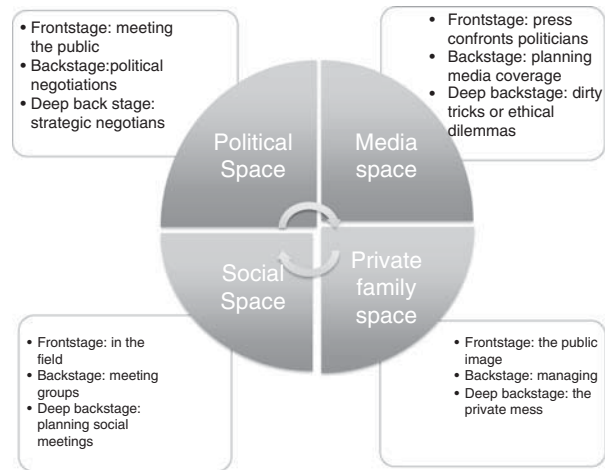 • Frontstage: meeting
the public
• Backstage:political
negotiations
• Deep back stage:
strategic negotians
• Frontstage: press
confronts politicians
• Backstage: planning
media coverage
• Deep backstage: dirty
tricks or ethical
dilemmas
Political
Space
Media
space
Social
Space
Private
family
space
• Frontstage: in the
field
• Backstage: meeting
groups
• Deep backstage:
planning social
meetings
• Frontstage: the public
image
• Backstage: managing
• Deep backstage: the
private mess